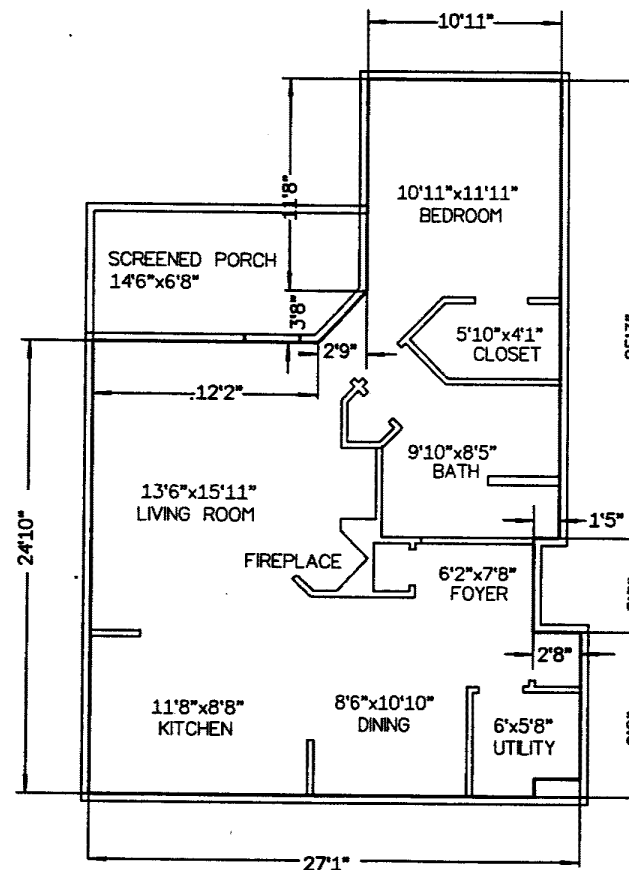 10'11"
11'8"
10'11"x11'11"
BEDROOM
SCREENED PORCH
14'6"x6'8"
3'8"
2'9"
5'10"x4'1"
CLOSET
12'2"
9'10"x8'5"
BATH
13'6"x15'11"
LIVING ROOM
1'5"
24'10"
FIREPLACE
6'2"x7'8"
FOYER
2'8"
11'8"x8'8"
KITCHEN
8'6"x10'10"
DINING
6'x5'8"
UTILITY
27'1"